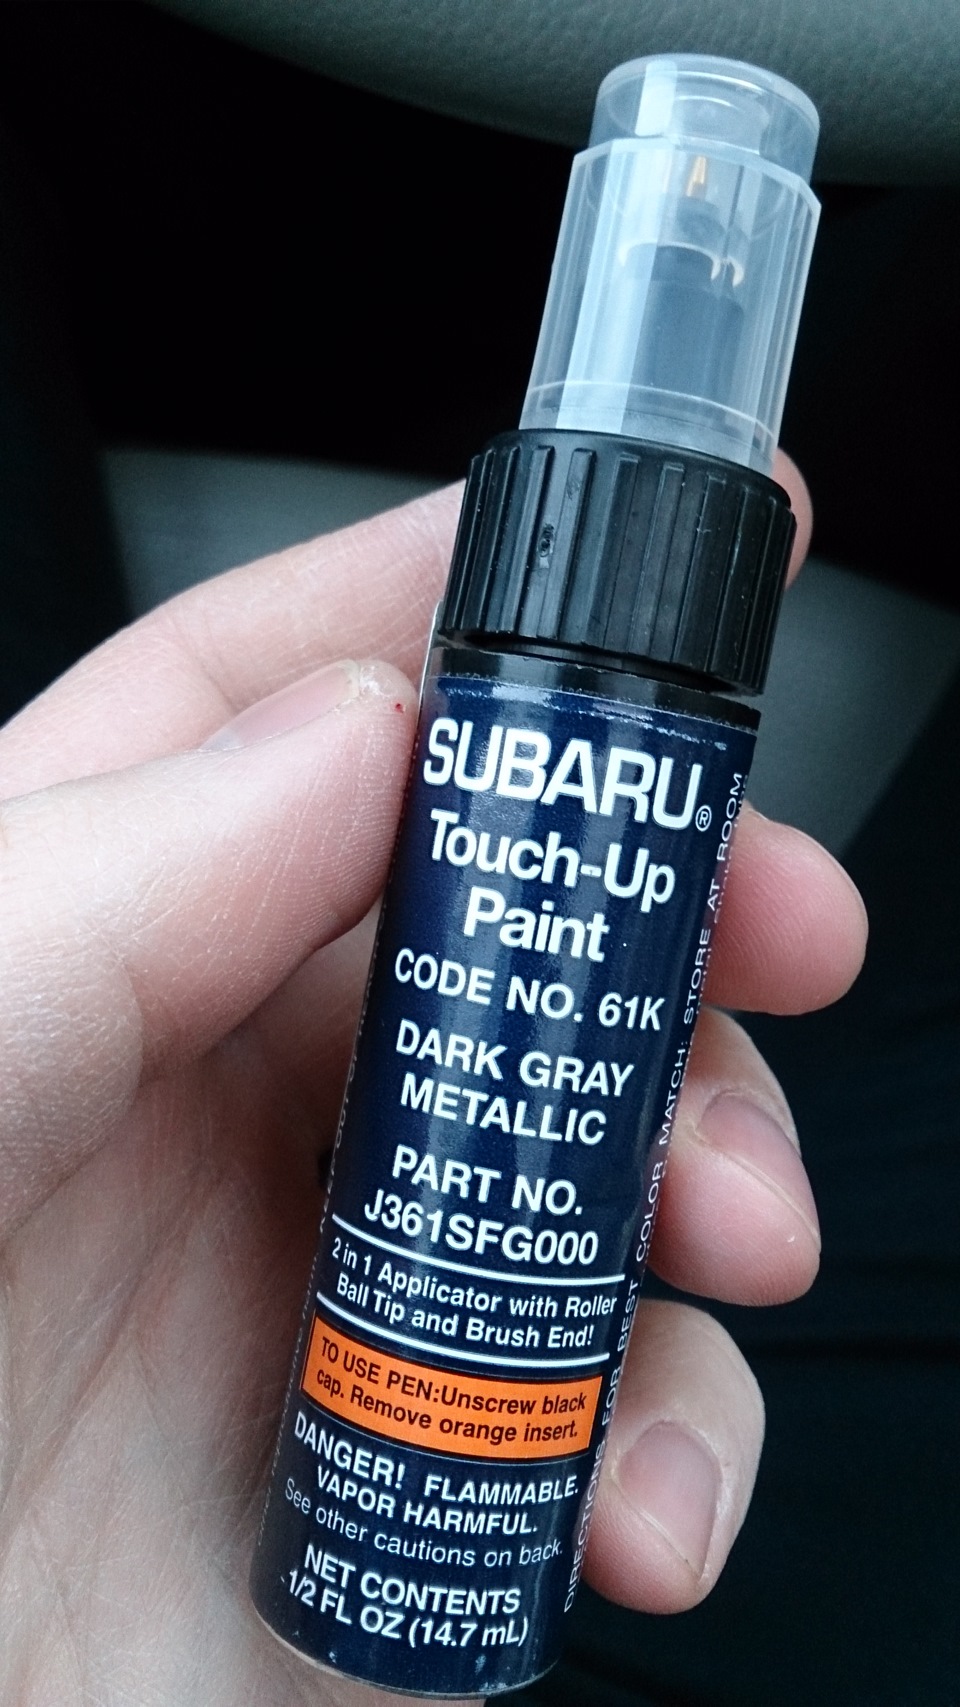 SUBARU®
Touch-Up
Paint
CODE NO. 61K
DARK GRAY
METALLIC
PART NO.
J361SFG000
2 in 1 Applicator with Roller
Ball Tip and Brush End!
TO USE PEN:Unscrew black
cap. Remove orange insert.
DANGER! FLAMMABLE.
VAPOR HARMFUL.
See other cautions on back.
NET CONTENTS
1/2 FL OZ (14.7 mL)
DIRECTIONS FOR BEST COLOR MATCH: STORE AT ROOM